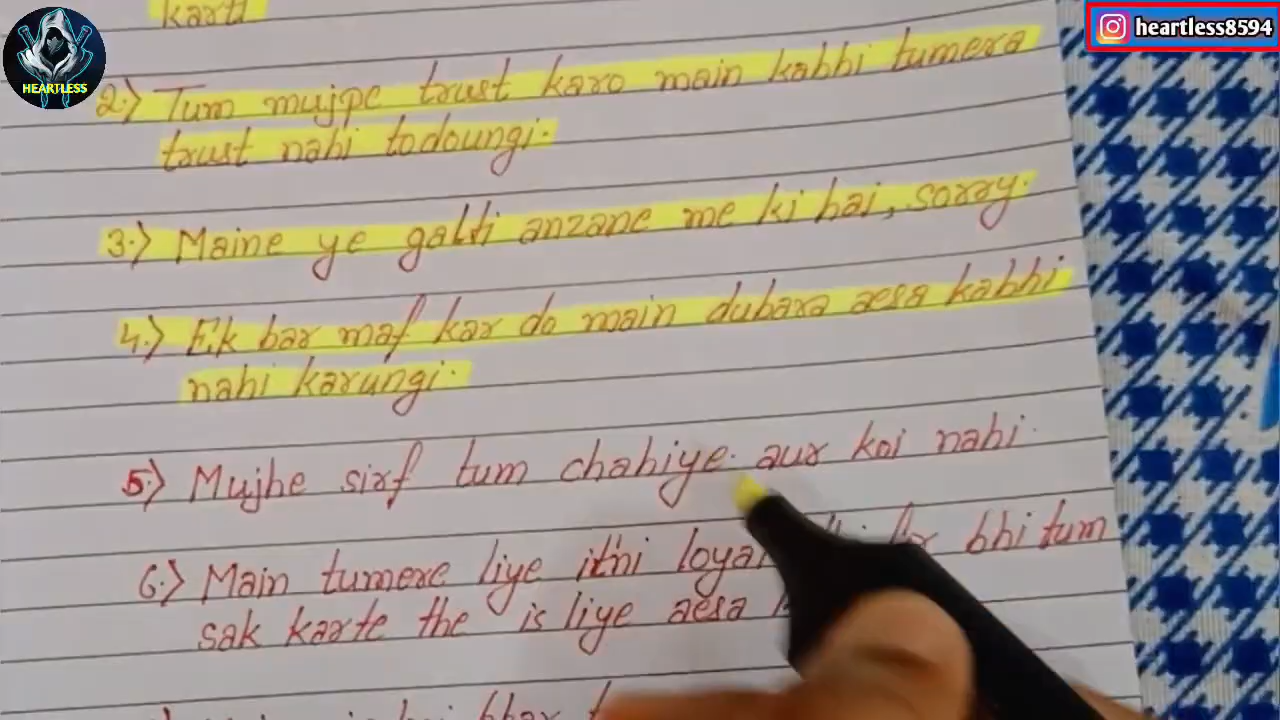 karti
HEARTLESS
heartless8594
2.) Tum mujpe trust karo main kabhi tumera
trust nahi todoungi.
3.) Maine ye galti anzane me ki hai, sorry.
4.) Ek bar maf kar do main dubara aesa kabhi
nahi karungi.
5.) Mujhe sirf tum chahiye. aur koi nahi.
6.) Main tumere liye itni loyal bhi tum
sak karte the is liye aesa